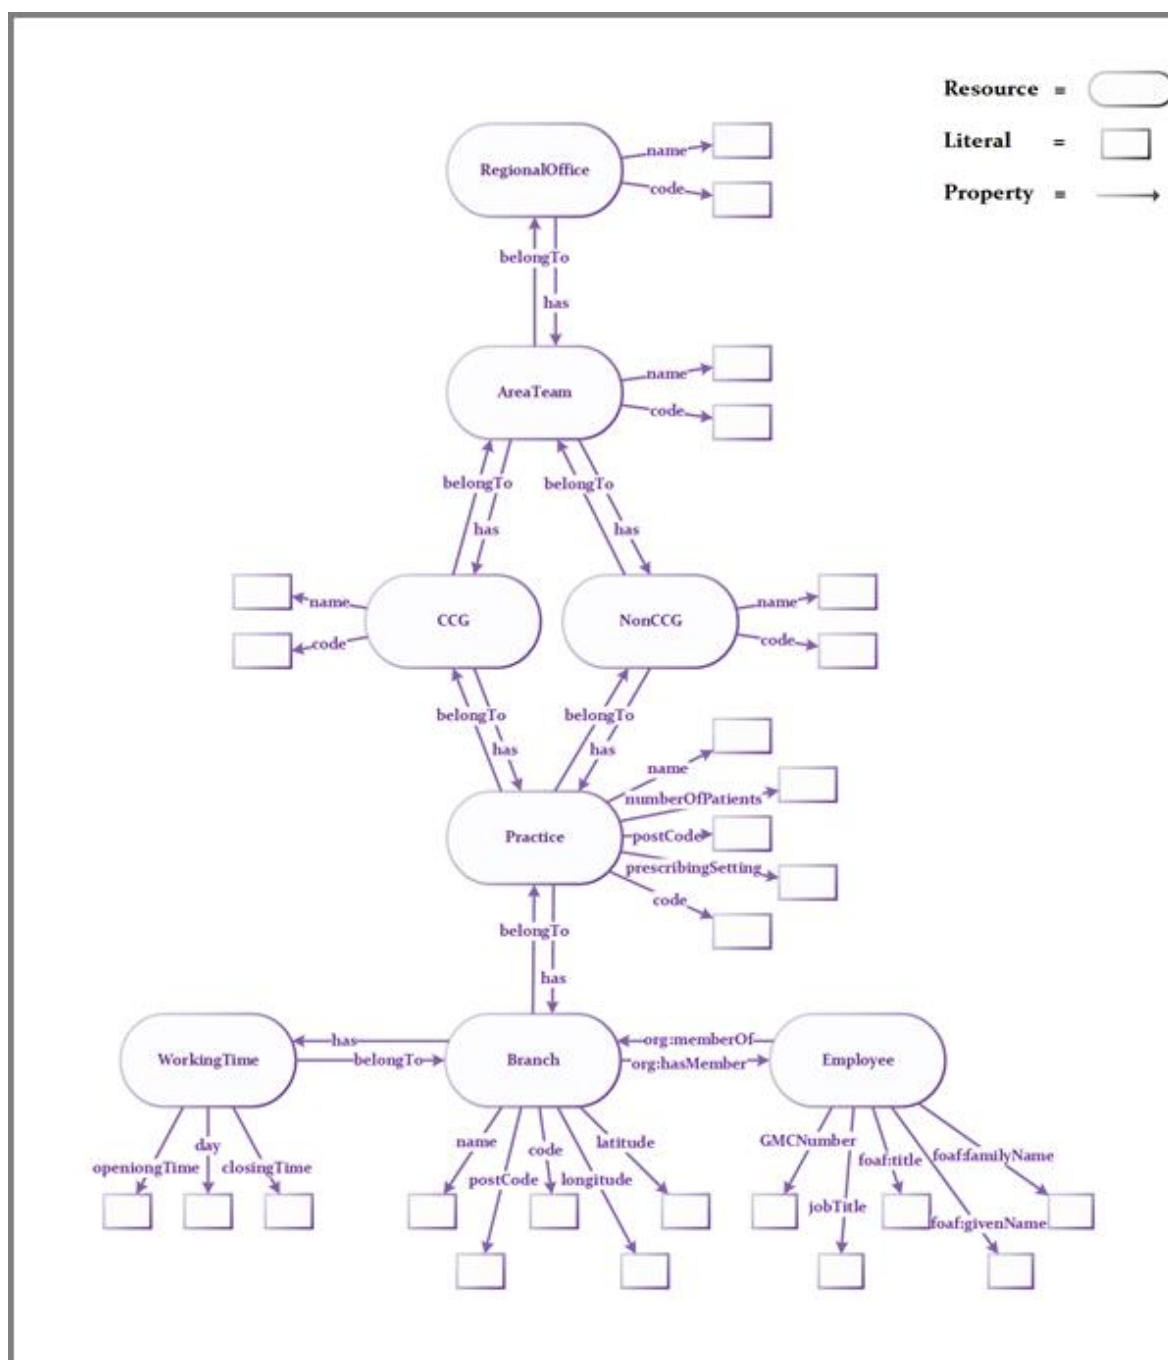 Resource =
Literal =
Property =
RegionalOffice
name
code
belongTo
has
AreaTeam
name
code
belongTo
has
belongTo
has
name
code
CCG
NonCCG
name
code
belongTo
has
belongTo
has
Practice
name
numberOfPatients
postCode
prescribingSetting
code
belongTo
has
WorkingTime
has
belongTo
Branch
org:memberOf
org:hasMember
Employee
openiongTime
day
closingTime
name
postCode
code
longitude
latitude
GMCNumber
jobTitle
foaf:title
foaf:givenName
foaf:familyName